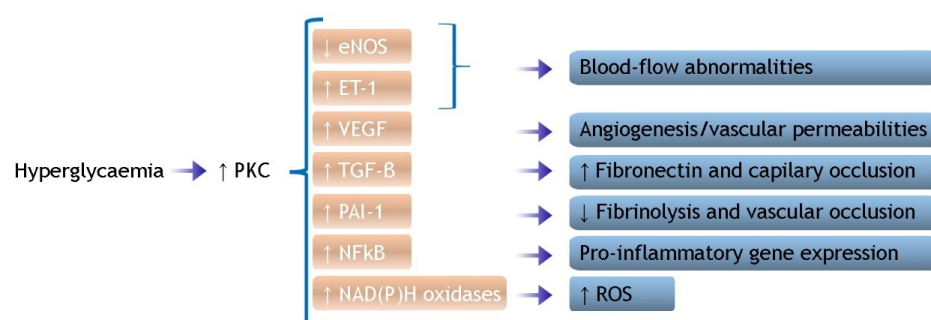 ↓ eNOS
Blood-flow abnormalities
↑ ET-1
↑ VEGF
Angiogenesis/vascular permeabilities
Hyperglycaemia
↑ PKC
↑ TGF-B
↑ Fibronectin and capilary occlusion
↑ PAI-1
↓ Fibrinolysis and vascular occlusion
↑ NFkB
Pro-inflammatory gene expression
↑ NAD(P)H oxidases
↑ ROS